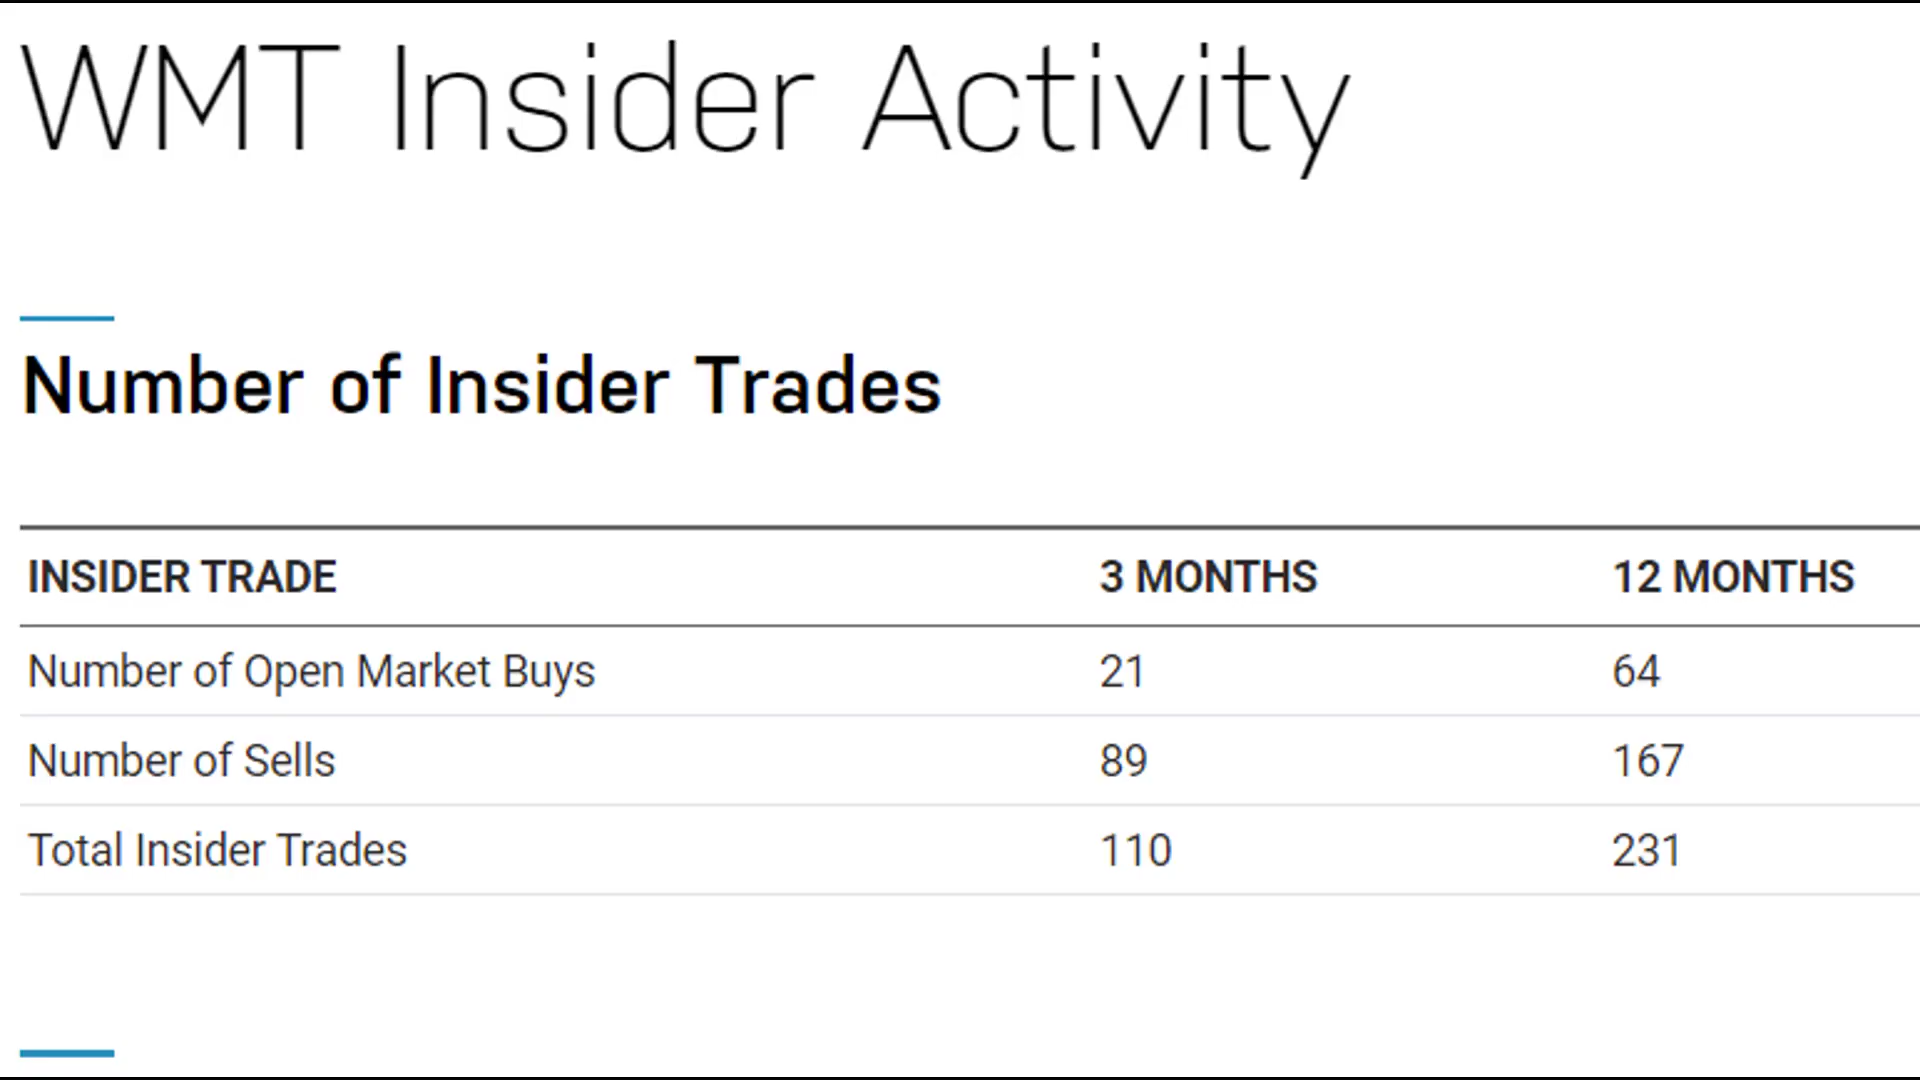 WMT Insider Activity
Number of Insider Trades
INSIDER TRADE 3 MONTHS 12 MONTHS
Number of Open Market Buys 21 64
Number of Sells 89 167
Total Insider Trades 110 231